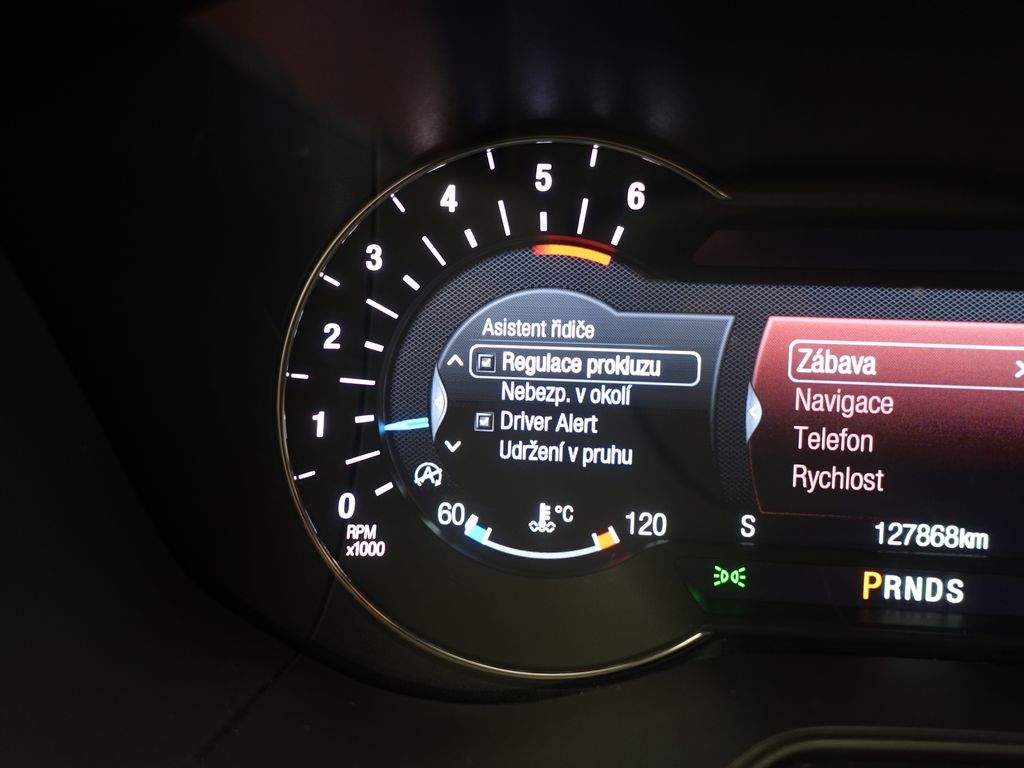 6
5
4
3
2
1
0
RPM
x1000
Asistent řidiče
Regulace prokluzu
Nebezp. v okolí
Driver Alert
Udržení v pruhu
60
°C
120
Zábava
Navigace
Telefon
Rychlost
S
127868km
PRNDS